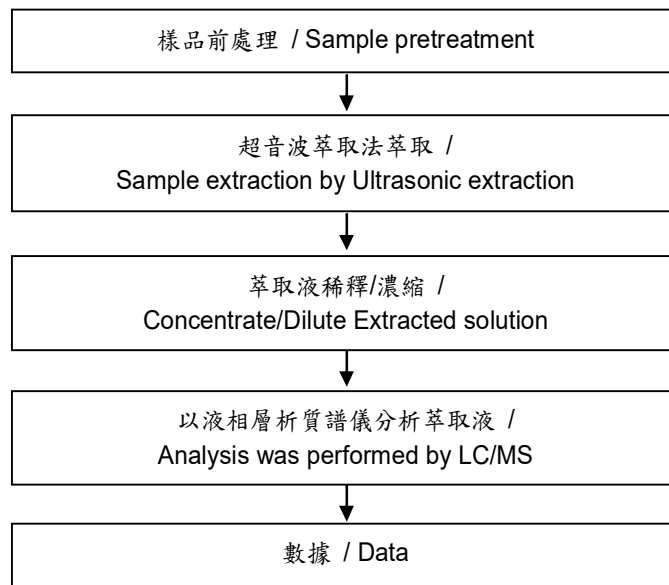 樣品前處理 / Sample pretreatment
超音波萃取法萃取 /
Sample extraction by Ultrasonic extraction
萃取液稀釋/濃縮 /
Concentrate/Dilute Extracted solution
以液相層析質譜儀分析萃取液 /
Analysis was performed by LC/MS
數據 / Data